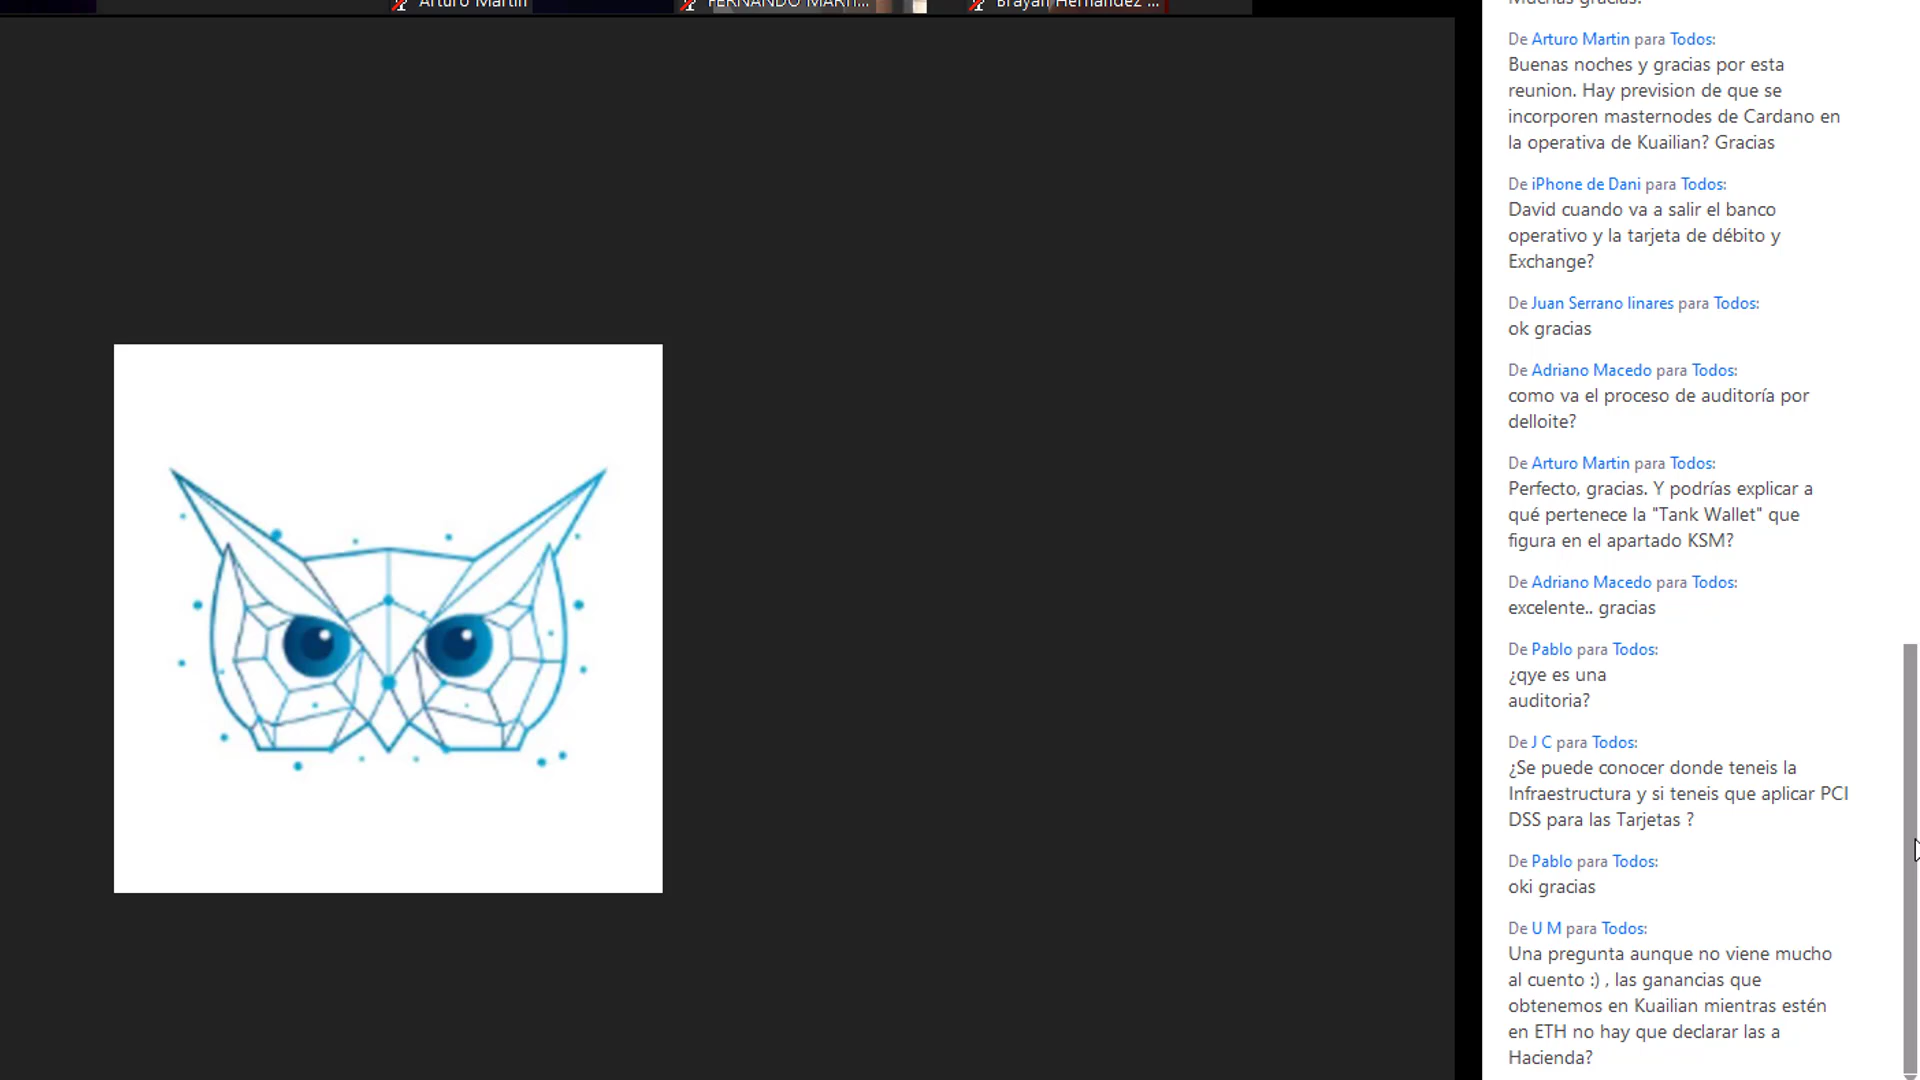 Arturo Martin
FERNANDO MARTI...
Brayan Hernandez ...
Muchas gracias.
De Arturo Martin para Todos:
Buenas noches y gracias por esta
reunion. Hay prevision de que se
incorporen masternodes de Cardano en
la operativa de Kuailian? Gracias
De iPhone de Dani para Todos:
David cuando va a salir el banco
operativo y la tarjeta de débito y
Exchange?
De Juan Serrano linares para Todos:
ok gracias
De Adriano Macedo para Todos:
como va el proceso de auditoría por
delloite?
De Arturo Martin para Todos:
Perfecto, gracias. Y podrías explicar a
qué pertenece la "Tank Wallet" que
figura en el apartado KSM?
De Adriano Macedo para Todos:
excelente.. gracias
De Pablo para Todos:
¿qye es una
auditoria?
De J C para Todos:
¿Se puede conocer donde teneis la
Infraestructura y si teneis que aplicar PCI
DSS para las Tarjetas ?
De Pablo para Todos:
oki gracias
De U M para Todos:
Una pregunta aunque no viene mucho
al cuento :) , las ganancias que
obtenemos en Kuailian mientras estén
en ETH no hay que declarar las a
Hacienda?